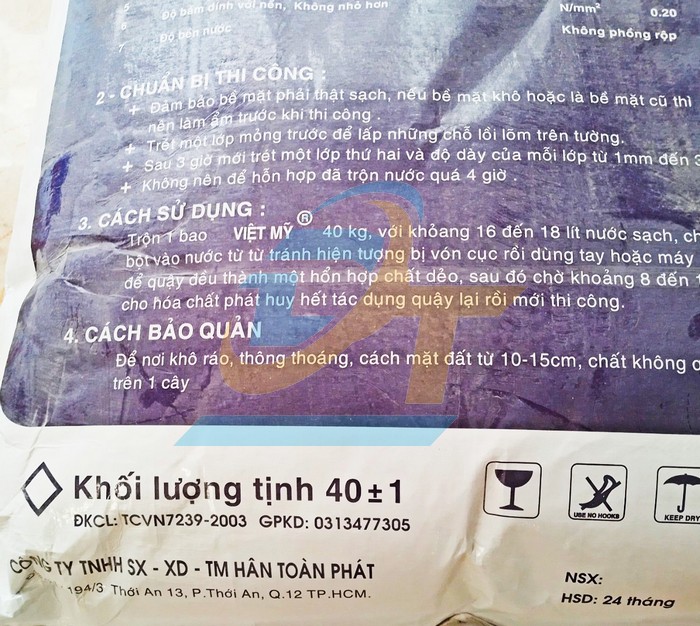 6 Độ bám dính với nền, Không nhỏ hơn N/mm² 0.20
7 Độ bền nước Không phồng rộp
2 - CHUẨN BỊ THI CÔNG :
+ Đảm bảo bề mặt phải thật sạch, nếu bề mặt khô hoặc là bề mặt cũ thì
nên làm ẩm trước khi thi công .
+ Trét một lớp mỏng trước để lấp những chỗ lồi lõm trên tường.
+ Sau 3 giờ mới trét một lớp thứ hai và độ dày của mỗi lớp từ 1mm đến 3
+ Không nên để hỗn hợp đã trộn nước quá 4 giờ .
3. CÁCH SỬ DỤNG :
Trộn 1 bao VIỆT MỸ ® 40 kg, với khỏang 16 đến 18 lít nước sạch, ch
bột vào nước từ từ tránh hiện tượng bị vón cục rồi dùng tay hoặc máy
để quậy đều thành một hổn hợp chất dẻo, sau đó chờ khoảng 8 đến 1
cho hóa chất phát huy hết tác dụng quậy lại rồi mới thi công.
4. CÁCH BẢO QUẢN
Để nơi khô ráo, thông thoáng, cách mặt đất từ 10-15cm, chất không
trên 1 cây
Khối lượng tịnh 40±1
ĐKCL: TCVN7239-2003 GPKD: 0313477305
USE NO HOOKS
KEEP DRY
CÔNG TY TNHH SX - XD - TM HÂN TOÀN PHÁT
194/3 Thới An 13, P.Thới An, Q.12 TP.HCM.
NSX:
HSD: 24 tháng